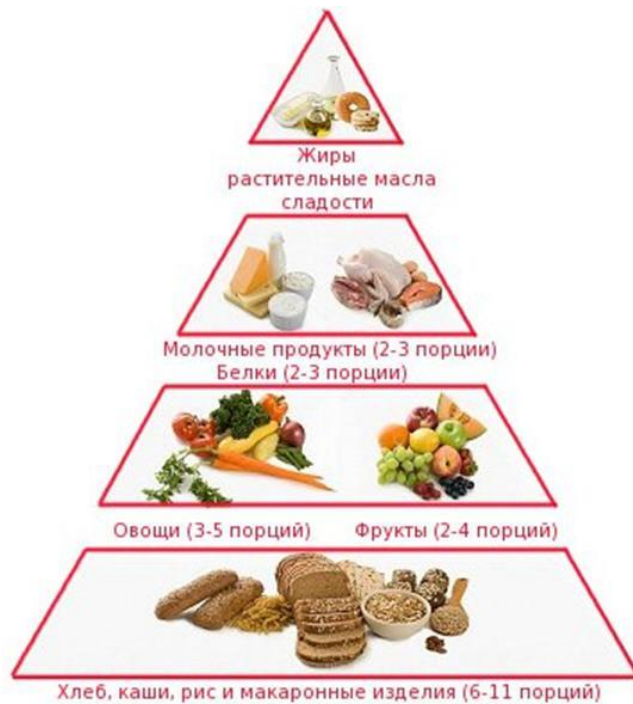 Жиры
растительные масла
сладости
Молочные продукты (2-3 порции)
Белки (2-3 порции)
Овощи (3-5 порций) Фрукты (2-4 порций)
Хлеб, каши, рис и макаронные изделия (6-11 порций)